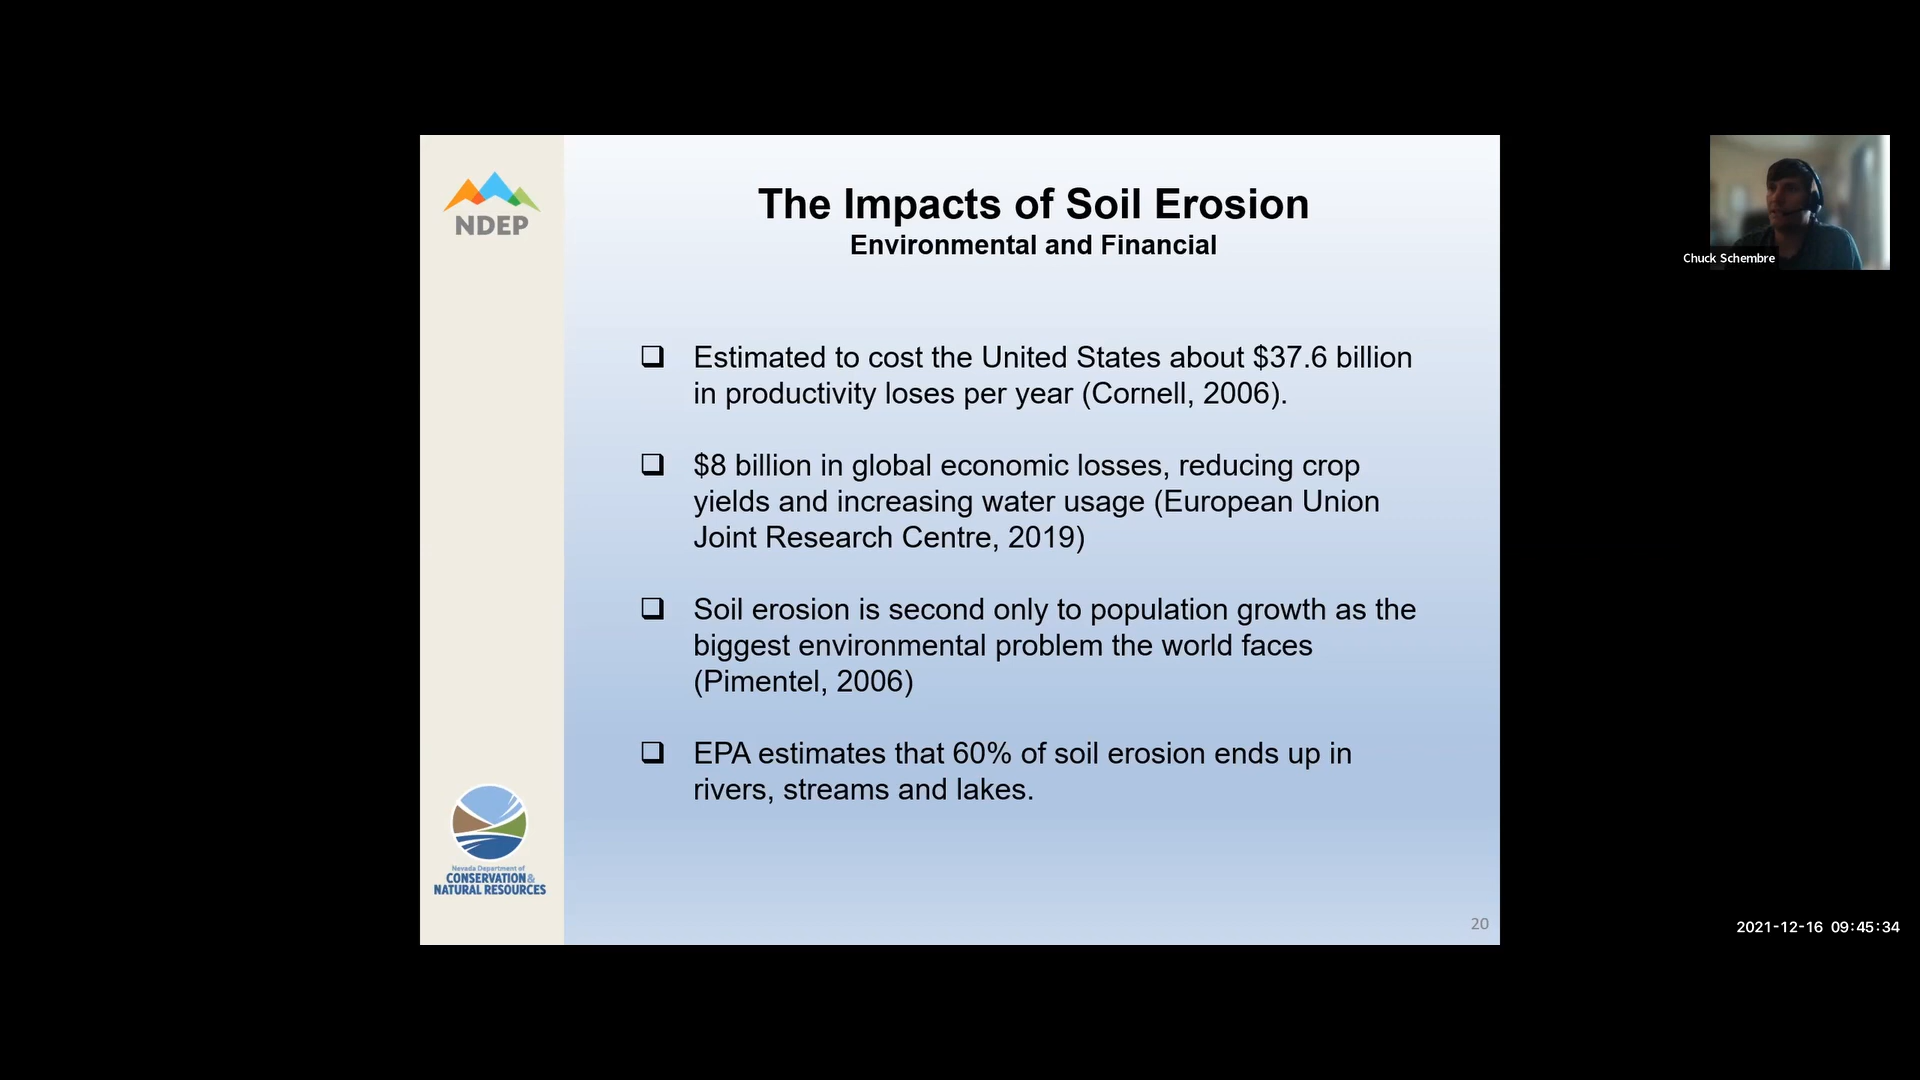 NDEP
The Impacts of Soil Erosion
Environmental and Financial
Estimated to cost the United States about $37.6 billion
in productivity loses per year (Cornell, 2006).
$8 billion in global economic losses, reducing crop
yields and increasing water usage (European Union
Joint Research Centre, 2019)
Soil erosion is second only to population growth as the
biggest environmental problem the world faces
(Pimentel, 2006)
EPA estimates that 60% of soil erosion ends up in
rivers, streams and lakes.
Nevada Department of
CONSERVATION&
NATURAL RESOURCES
20
Chuck Schembre
2021-12-16 09:45:34